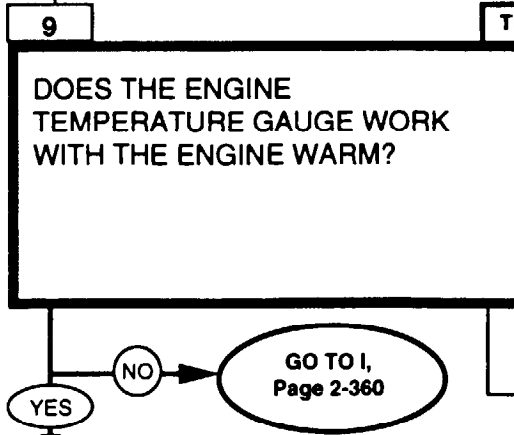 9
T
DOES THE ENGINE
TEMPERATURE GAUGE WORK
WITH THE ENGINE WARM?
NO
GO TO I,
Page 2-360
YES